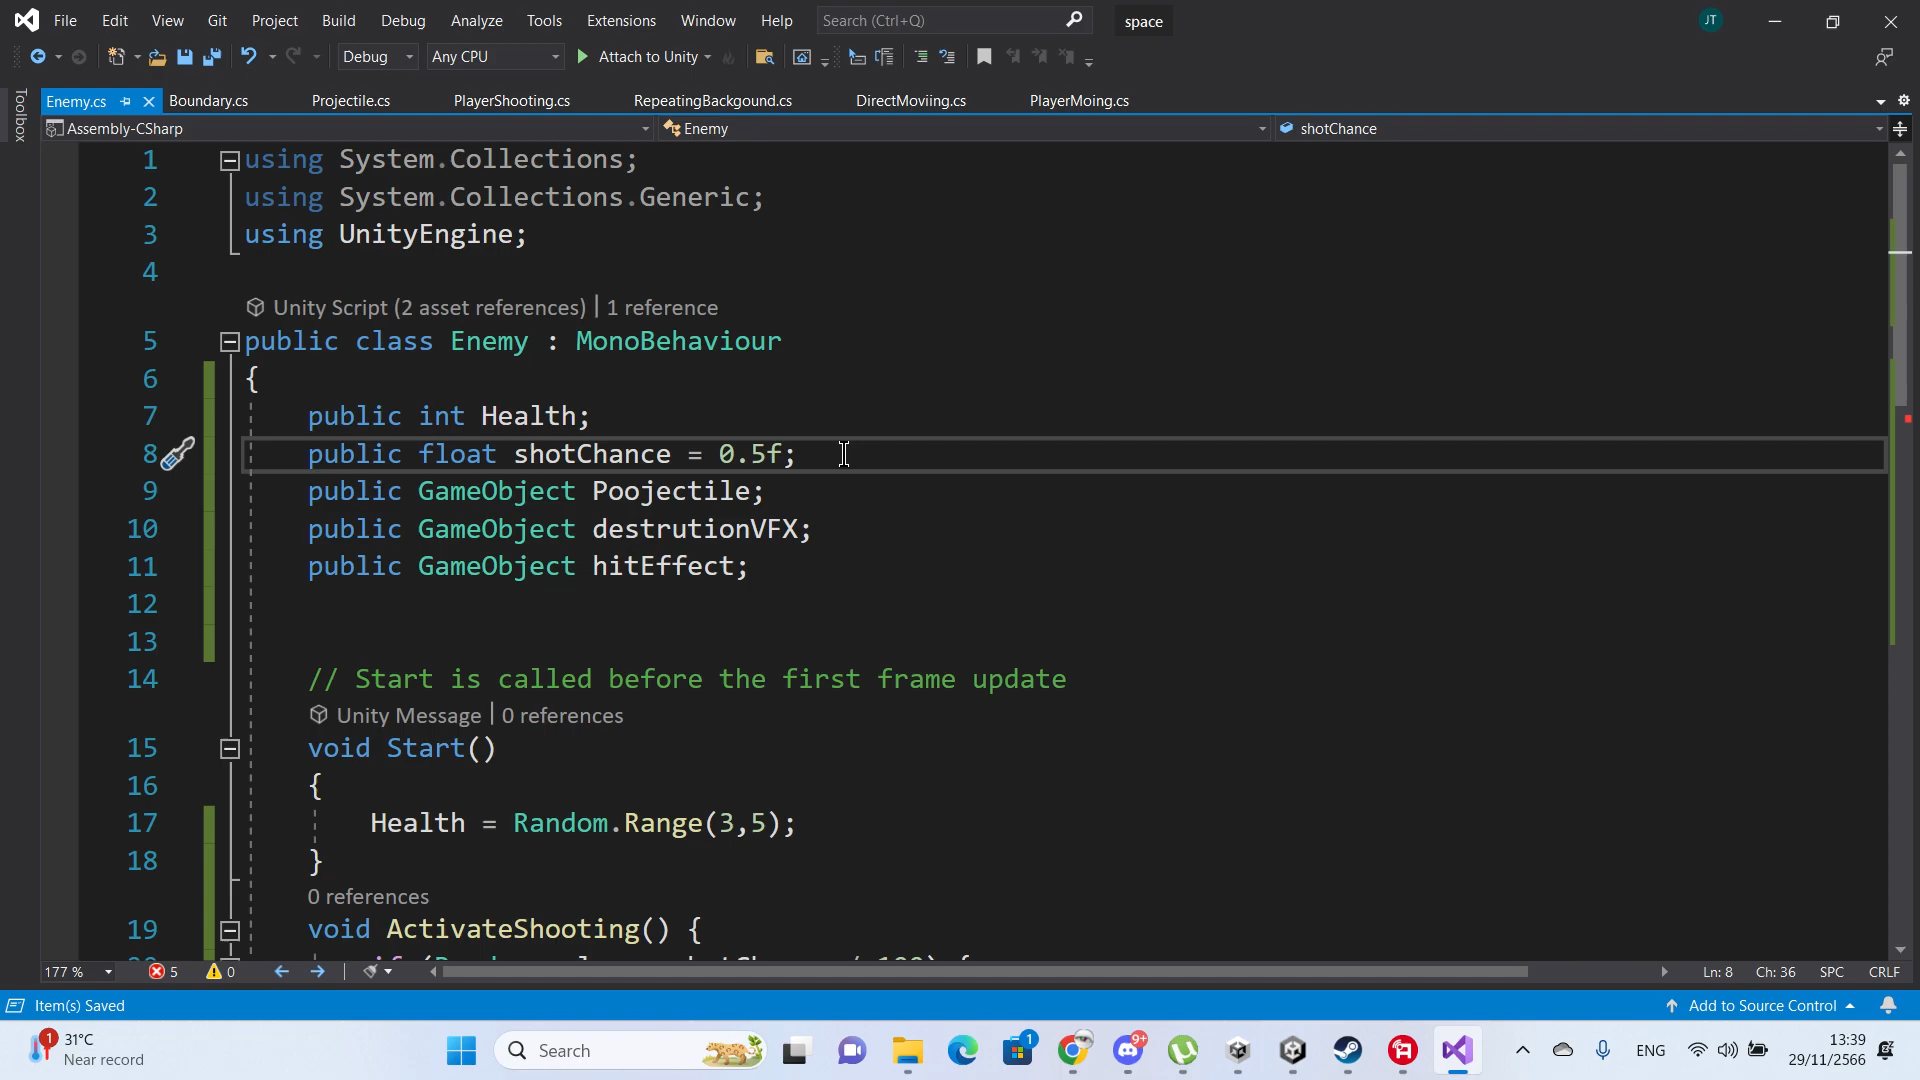 File Edit View Git Project Build Debug Analyze Tools Extensions Window Help Search (Ctrl+Q) space JT
Debug Any CPU Attach to Unity
Toolbox
Enemy.cs Boundary.cs Projectile.cs PlayerShooting.cs RepeatingBackgound.cs DirectMoviing.cs PlayerMoing.cs
Assembly-CSharp Enemy shotChance
1 using System.Collections;
2 using System.Collections.Generic;
3 using UnityEngine;
4
Unity Script (2 asset references) | 1 reference
5 public class Enemy : MonoBehaviour
6 {
7 public int Health;
8 public float shotChance = 0.5f;
9 public GameObject Poojectile;
10 public GameObject destrutionVFX;
11 public GameObject hitEffect;
12
13
14 // Start is called before the first frame update
Unity Message | 0 references
15 void Start()
16 {
17 Health = Random.Range(3,5);
18 }
0 references
19 void ActivateShooting() {
177 % 5 0 Ln: 8 Ch: 36 SPC CRLF
Item(s) Saved Add to Source Control
1 31°C
Near record
Search 1 9+ ENG 13:39
29/11/2566